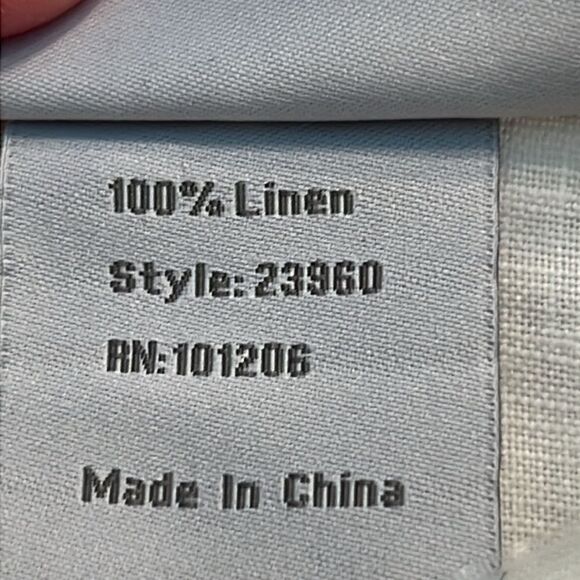 100% Linen
Style: 23960
RN:101206
Made In China